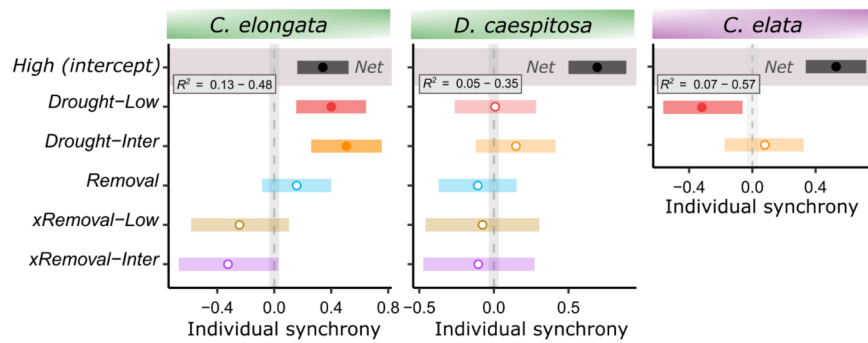 C. elongata
D. caespitosa
C. elata
High (intercept)
Net
Net
Net
R² = 0.13 − 0.48
R² = 0.05 − 0.35
R² = 0.07 − 0.57
Drought−Low
Drought−Inter
Removal
xRemoval−Low
xRemoval−Inter
−0.4 0.0 0.4
Individual synchrony
−0.4 0.0 0.4 0.8
−0.5 0.0 0.5
Individual synchrony
Individual synchrony